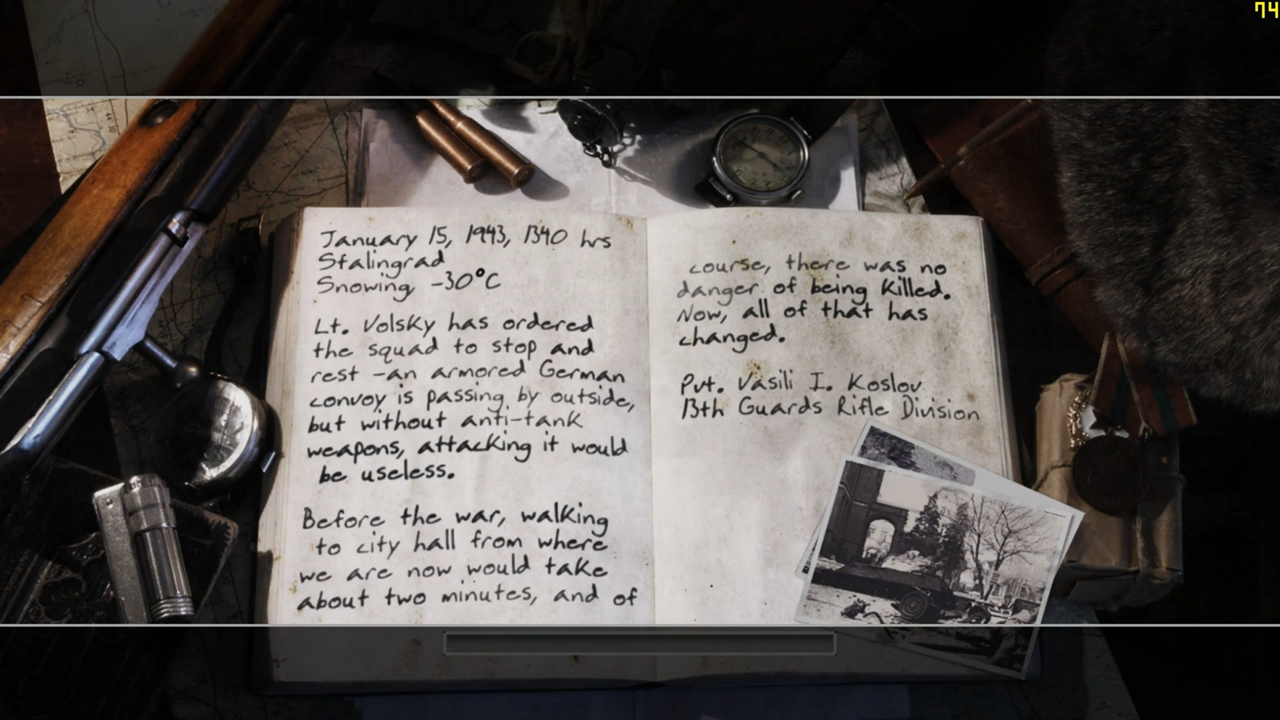 74
January 15, 1943, 1340 hrs
Stalingrad
Snowing, -30°C
Lt. Volsky has ordered
the squad to stop and
rest -an armored German
convoy is passing by outside,
but without anti-tank
weapons, attacking it would
be useless.
Before the war, walking
to city hall from where
we are now would take
about two minutes, and of
course, there was no
danger of being killed.
Now, all of that has
changed.
Pvt. Vasili I. Koslov
13th Guards Rifle Division